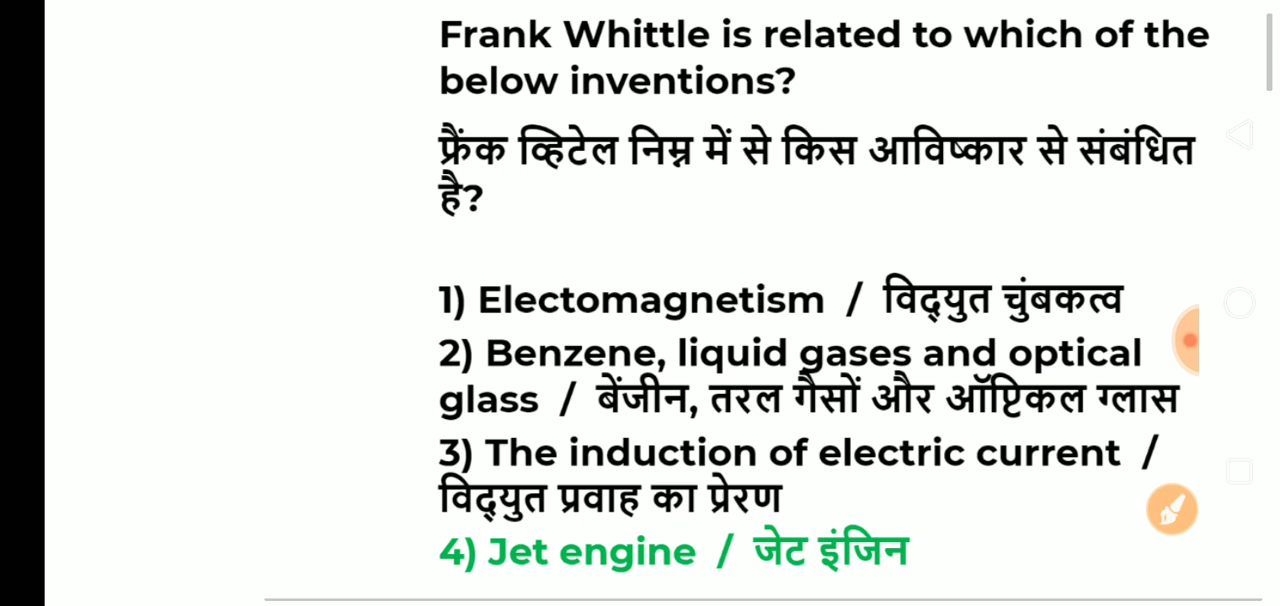 Frank Whittle is related to which of the
below inventions?
फ्रैंक व्हिटेल निम्न में से किस आविष्कार से संबंधित
है?
1) Electomagnetism / विद्युत चुंबकत्व
2) Benzene, liquid gases and optical
glass / बेंजीन, तरल गैसों और ऑप्टिकल ग्लास
3) The induction of electric current /
विद्युत प्रवाह का प्रेरण
4) Jet engine / जेट इंजिन